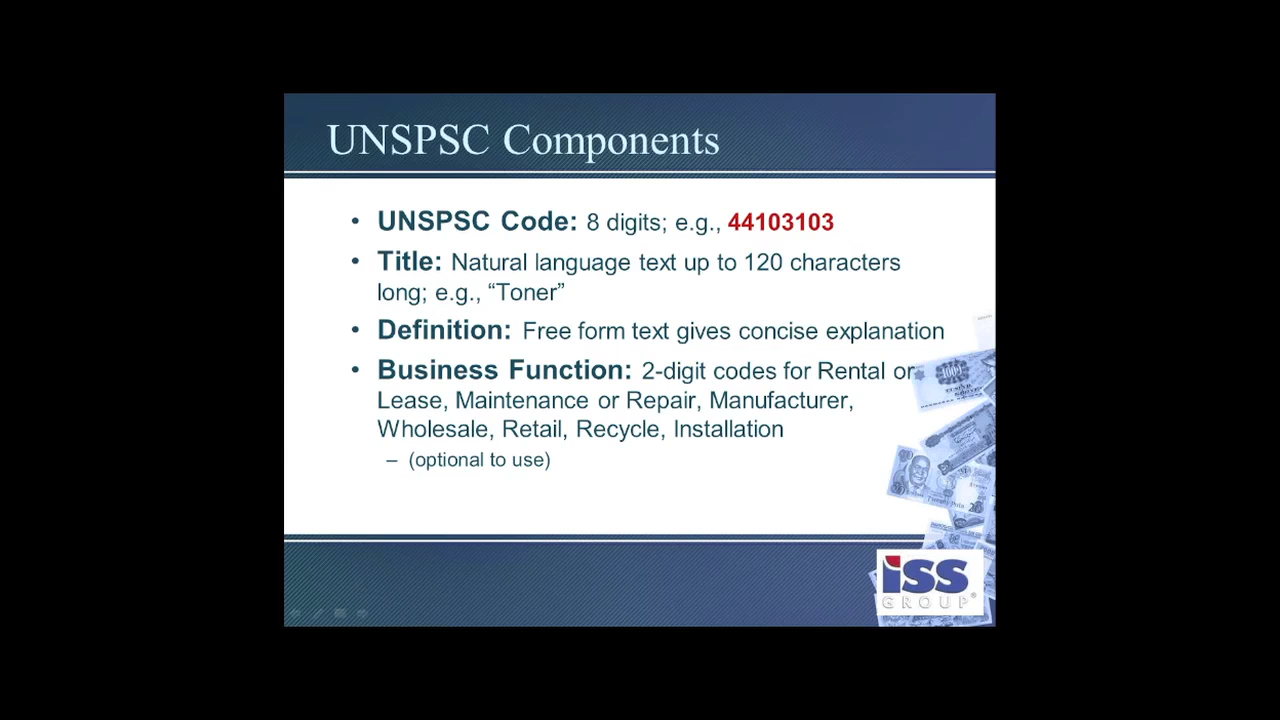 UNSPSC Components
• UNSPSC Code: 8 digits; e.g., 44103103
• Title: Natural language text up to 120 characters
long; e.g., “Toner”
• Definition: Free form text gives concise explanation
• Business Function: 2-digit codes for Rental or
Lease, Maintenance or Repair, Manufacturer,
Wholesale, Retail, Recycle, Installation
– (optional to use)
iSS
GROUP®